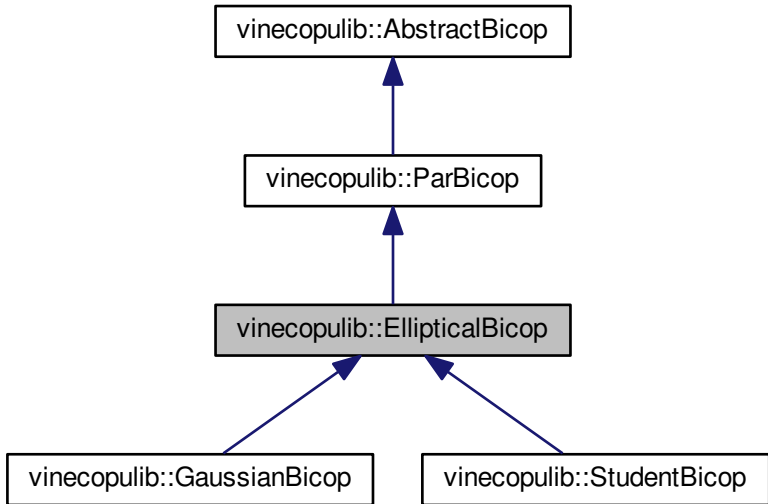 vinecopulib::AbstractBicop
vinecopulib::ParBicop
vinecopulib::EllipticalBicop
vinecopulib::GaussianBicop
vinecopulib::StudentBicop